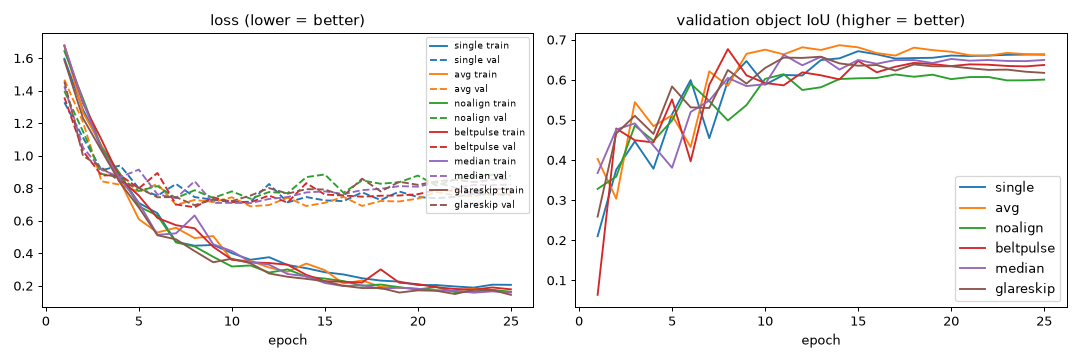 loss (lower = better)
1.6
1.4
1.2
1.0
0.8
0.6
0.4
0.2
0
5
10
15
20
25
epoch
single train
single val
avg train
avg val
noalign train
noalign val
beltpulse train
beltpulse val
median train
median val
glareskip train
glareskip val
validation object IoU (higher = better)
0.7
0.6
0.5
0.4
0.3
0.2
0.1
0
5
10
15
20
25
epoch
single
avg
noalign
beltpulse
median
glareskip